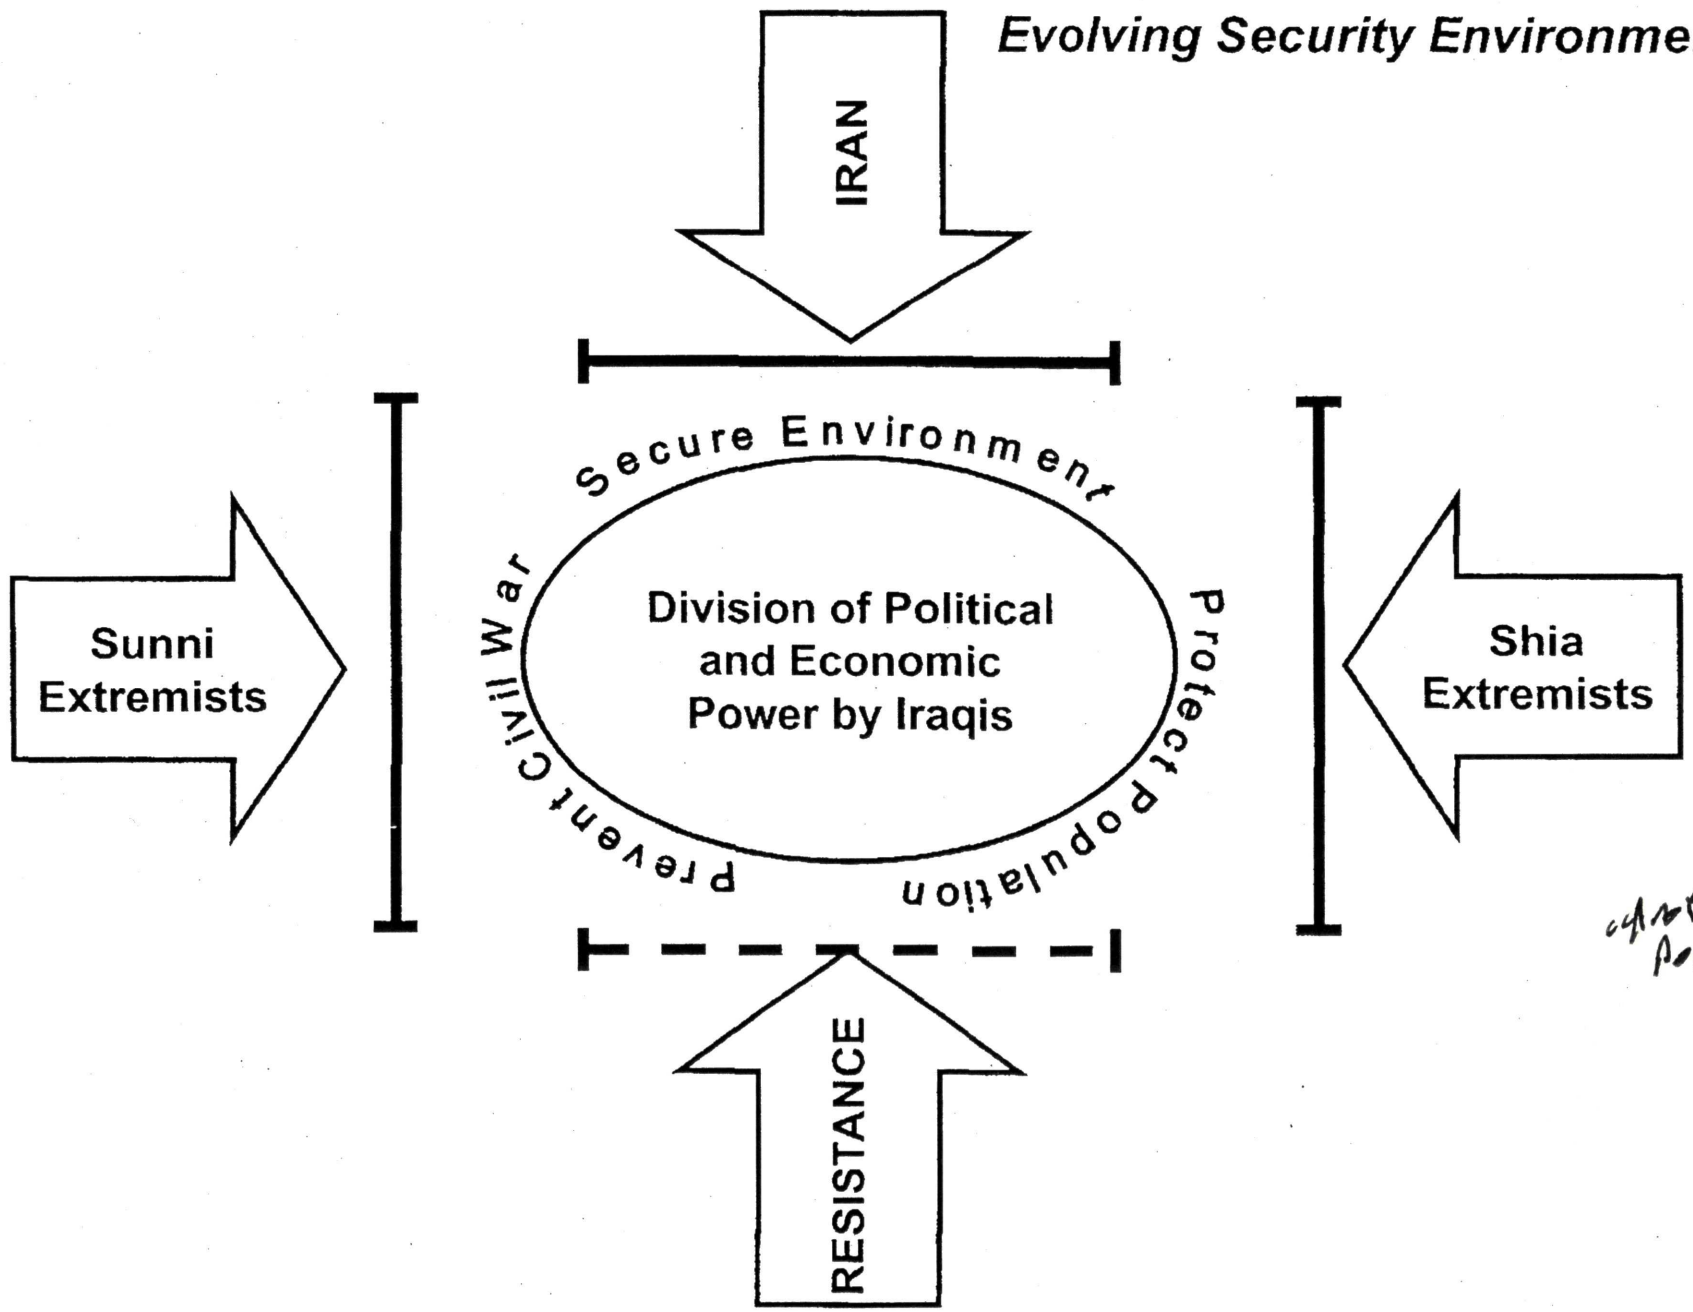 Evolving Security Environme
IRAN
Secure Environment
Protect Population
Prevent Civil War
Division of Political
and Economic
Power by Iraqis
Sunni
Extremists
Shia
Extremists
RESISTANCE